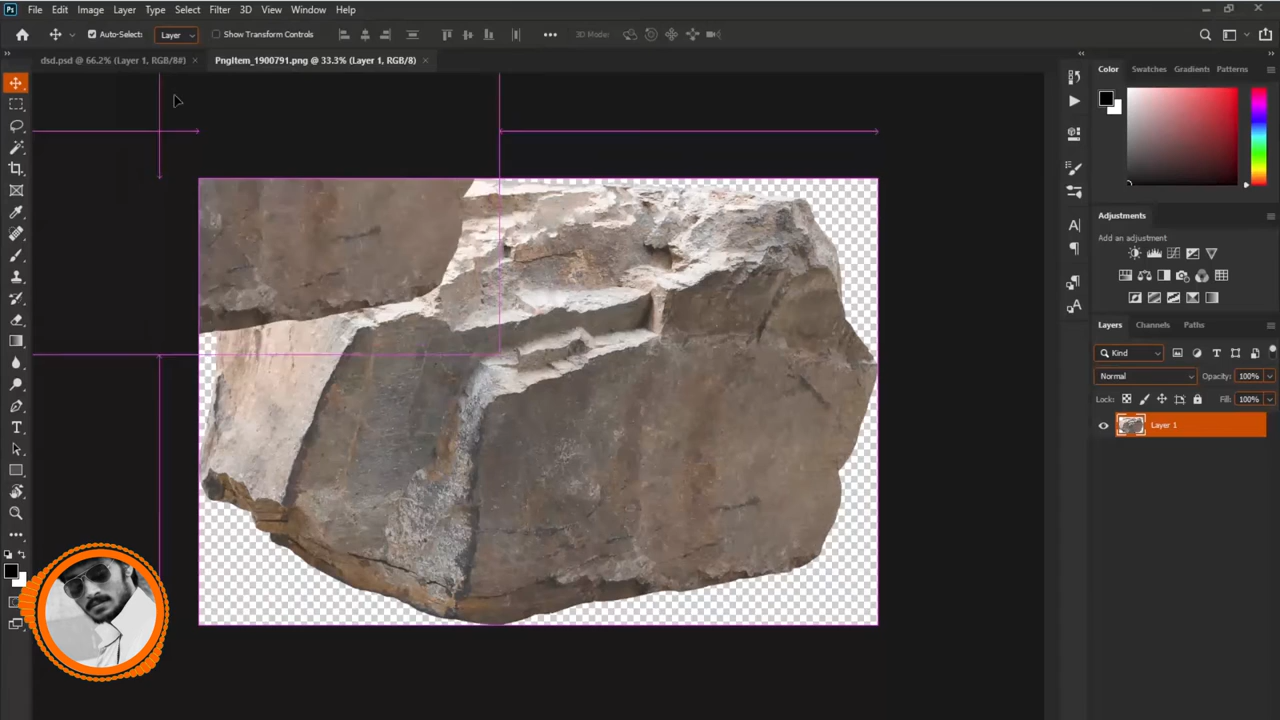 Ps File Edit Image Layer Type Select Filter 3D View Window Help
Auto-Select: Layer Show Transform Controls 3D Model
dsd.psd @ 66.2% (Layer 1, RGB/8#) × PngItem_1900791.png @ 33.3% (Layer 1, RGB/8) ×
Color Swatches Gradients Patterns
Adjustments
Add an adjustment
Layers Channels Paths
Kind
Normal Opacity: 100%
Lock: Fill: 100%
Layer 1